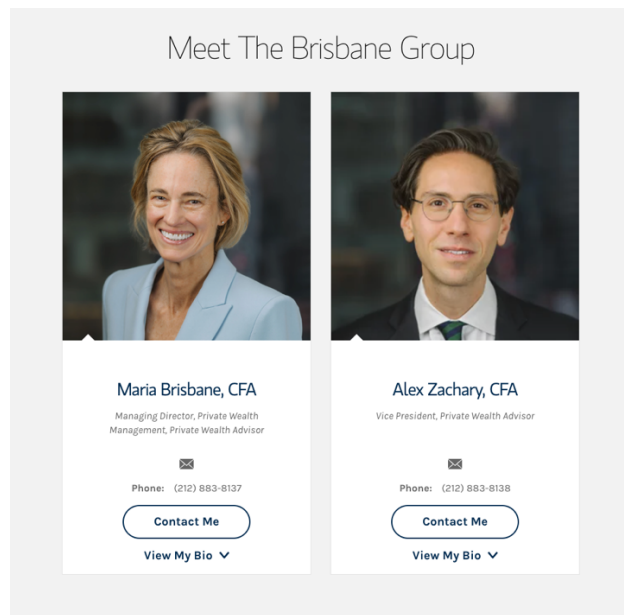 Meet The Brisbane Group
Maria Brisbane, CFA
Managing Director, Private Wealth
Management, Private Wealth Advisor
Phone: (212) 883-8137
Contact Me
View My Bio
Alex Zachary, CFA
Vice President, Private Wealth Advisor
Phone: (212) 883-8138
Contact Me
View My Bio